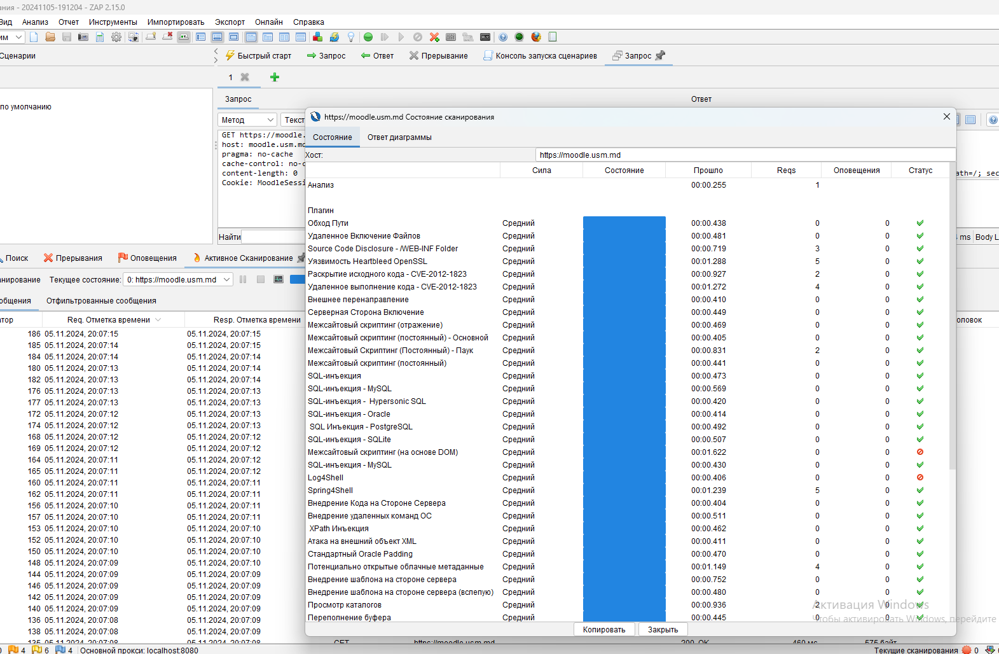 ания - 20241105-191204 - ZAP 2.15.0
Вид Анализ Отчет Инструменты Импортировать Экспорт Онлайн Справка
им
Сценарии
Быстрый старт Запрос Ответ Прерывание Консоль запуска сценариев Запрос
1
по умолчанию
Запрос Ответ
Метод Текст
GET https://moodle.
host: moodle.usm.md
pragma: no-cache
cache-control: no-c
content-length: 0
Cookie: MoodleSessi
ath=/; sec
Найти
ms Body L
https://moodle.usm.md Состояние сканирования
Состояние Ответ диаграммы
Хост: https://moodle.usm.md
Сила Состояние Прошло Reqs Оповещения Статус
Анализ 00:00.255 1
Плагин
Обход Пути Средний 00:00.438 0 0
Удаленное Включение Файлов Средний 00:00.481 0 0
Source Code Disclosure - /WEB-INF Folder Средний 00:00.719 3 0
Уязвимость Heartbleed OpenSSL Средний 00:01.288 5 0
Раскрытие исходного кода - CVE-2012-1823 Средний 00:00.927 2 0
Удаленное выполнение кода - CVE-2012-1823 Средний 00:01.272 4 0
Внешнее перенаправление Средний 00:00.410 0 0
Серверная Сторона Включение Средний 00:00.449 0 0
Межсайтовый скриптинг (отражение) Средний 00:00.469 0 0
Межсайтовый скриптинг (постоянный) - Основной Средний 00:00.405 0 0
Межсайтовый Скриптинг (Постоянный) - Паук Средний 00:00.831 2 0
Межсайтовый скриптинг (постоянный) Средний 00:00.441 0 0
SQL-инъекция Средний 00:00.473 0 0
SQL-инъекция - MySQL Средний 00:00.569 0 0
SQL-инъекция - Hypersonic SQL Средний 00:00.420 0 0
SQL-инъекция - Oracle Средний 00:00.414 0 0
SQL Инъекция - PostgreSQL Средний 00:00.492 0 0
SQL-инъекция - SQLite Средний 00:00.507 0 0
Межсайтовый скриптинг (на основе DOM) Средний 00:01.622 0 0
SQL-инъекция - MySQL Средний 00:00.430 0 0
Log4Shell Средний 00:00.406 0 0
Spring4Shell Средний 00:01.239 5 0
Внедрение Кода на Стороне Сервера Средний 00:00.404 0 0
Внедрение удаленных команд ОС Средний 00:00.511 0 0
XPath Инъекция Средний 00:00.462 0 0
Атака на внешний объект XML Средний 00:00.411 0 0
Стандартный Oracle Padding Средний 00:00.470 0 0
Потенциально открытые облачные метаданные Средний 00:01.149 4 0
Внедрение шаблона на стороне сервера Средний 00:00.752 0 0
Внедрение шаблона на стороне сервера (вслепую) Средний 00:00.480 0 0
Просмотр каталогов Средний 00:00.936 2 0
Переполнение буфера Средний 00:00.445 0 0
Копировать Закрыть
Поиск Прерывания Оповещения Активное Сканирование
нирование Текущее состояние: 0: https://moodle.usm.md
общения Отфильтрованные сообщения
тор Req. Отметка времени Resp. Отметка времени оловок
186 05.11.2024, 20:07:15 05.11.2024, 20:07:15
185 05.11.2024, 20:07:14 05.11.2024, 20:07:15
184 05.11.2024, 20:07:14 05.11.2024, 20:07:14
180 05.11.2024, 20:07:13 05.11.2024, 20:07:14
182 05.11.2024, 20:07:13 05.11.2024, 20:07:14
176 05.11.2024, 20:07:13 05.11.2024, 20:07:13
177 05.11.2024, 20:07:13 05.11.2024, 20:07:13
172 05.11.2024, 20:07:12 05.11.2024, 20:07:13
174 05.11.2024, 20:07:12 05.11.2024, 20:07:13
168 05.11.2024, 20:07:12 05.11.2024, 20:07:12
169 05.11.2024, 20:07:12 05.11.2024, 20:07:12
164 05.11.2024, 20:07:11 05.11.2024, 20:07:12
165 05.11.2024, 20:07:11 05.11.2024, 20:07:12
160 05.11.2024, 20:07:11 05.11.2024, 20:07:11
162 05.11.2024, 20:07:11 05.11.2024, 20:07:11
156 05.11.2024, 20:07:10 05.11.2024, 20:07:11
157 05.11.2024, 20:07:10 05.11.2024, 20:07:11
153 05.11.2024, 20:07:10 05.11.2024, 20:07:10
152 05.11.2024, 20:07:10 05.11.2024, 20:07:10
150 05.11.2024, 20:07:10 05.11.2024, 20:07:10
148 05.11.2024, 20:07:09 05.11.2024, 20:07:10
144 05.11.2024, 20:07:09 05.11.2024, 20:07:09
146 05.11.2024, 20:07:09 05.11.2024, 20:07:09
142 05.11.2024, 20:07:09 05.11.2024, 20:07:09
140 05.11.2024, 20:07:09 05.11.2024, 20:07:09
136 05.11.2024, 20:07:08 05.11.2024, 20:07:09
138 05.11.2024, 20:07:08 05.11.2024, 20:07:09
135 05.11.2024, 20:07:08 05.11.2024, 20:07:09 GET https://moodle.usm.md 200 OK 460 мс 575 байт
Активация Windows
Чтобы активировать Windows, перейдите
0 4 6 4 Основной прокси: localhost:8080 Текущие сканирования 0